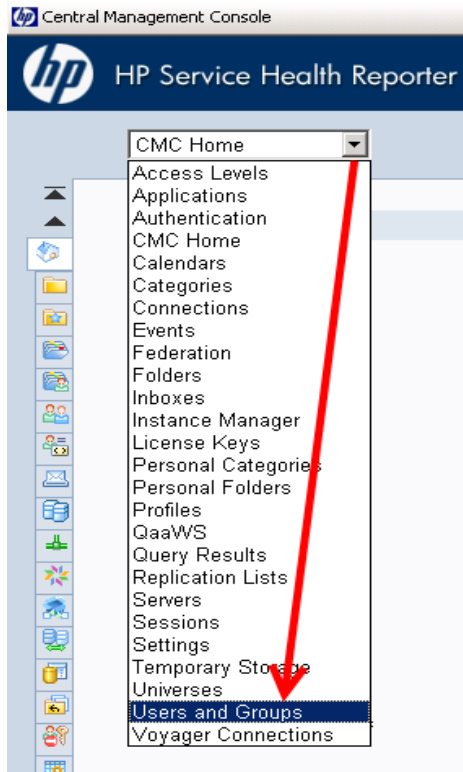 Central Management Console
hp HP Service Health Reporter
CMC Home
Access Levels
Applications
Authentication
CMC Home
Calendars
Categories
Connections
Events
Federation
Folders
Inboxes
Instance Manager
License Keys
Personal Categories
Personal Folders
Profiles
QaaWS
Query Results
Replication Lists
Servers
Sessions
Settings
Temporary Storage
Universes
Users and Groups
Voyager Connections